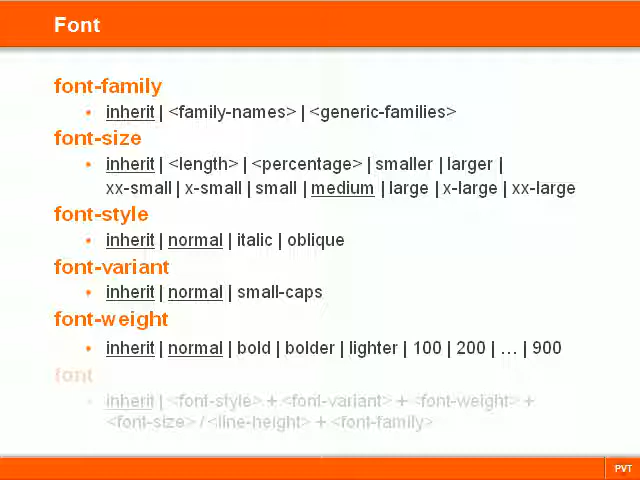 Font
font-family
• inherit | <family-names> | <generic-families>
font-size
• inherit | <length> | <percentage> | smaller | larger |
xx-small | x-small | small | medium | large | x-large | xx-large
font-style
• inherit | normal | italic | oblique
font-variant
• inherit | normal | small-caps
font-weight
• inherit | normal | bold | bolder | lighter | 100 | 200 | … | 900
font
• inherit | <font-style> + <font-variant> + <font-weight> +
<font-size> / <line-height> + <font-family>
PVT